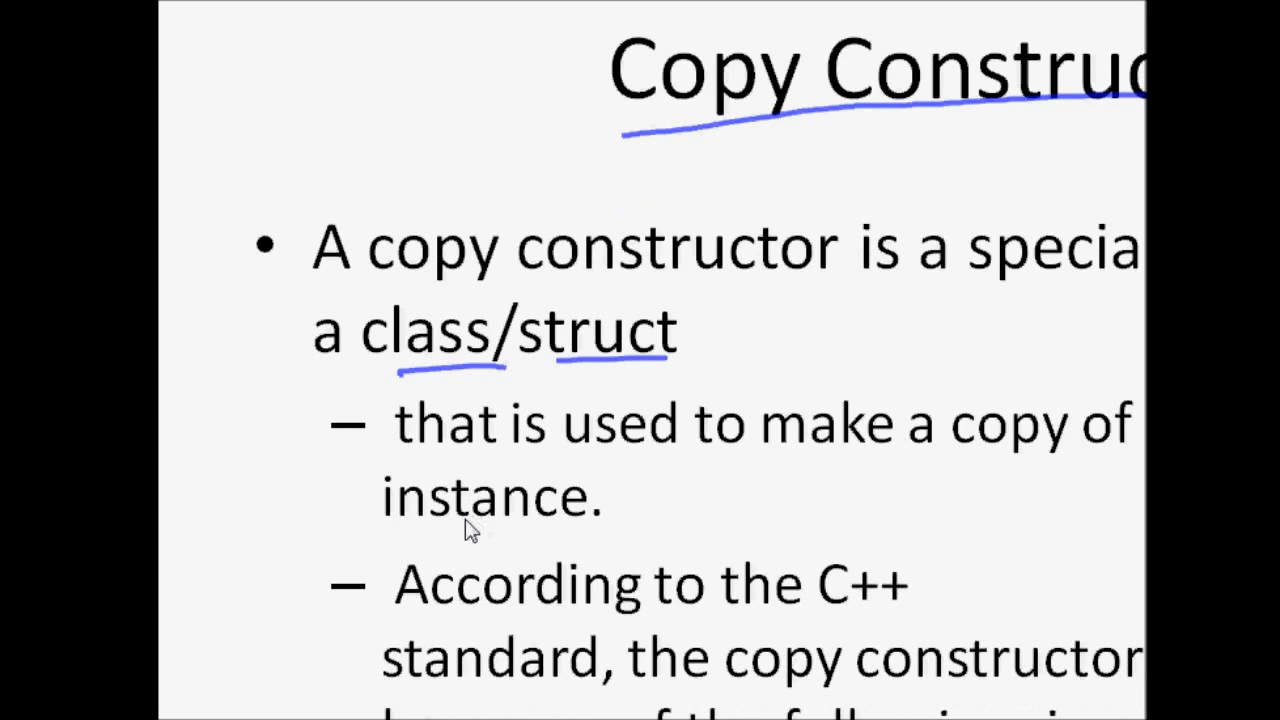 Copy Construc
• A copy constructor is a specia
a class/struct
– that is used to make a copy of
instance.
– According to the C++
standard, the copy constructor